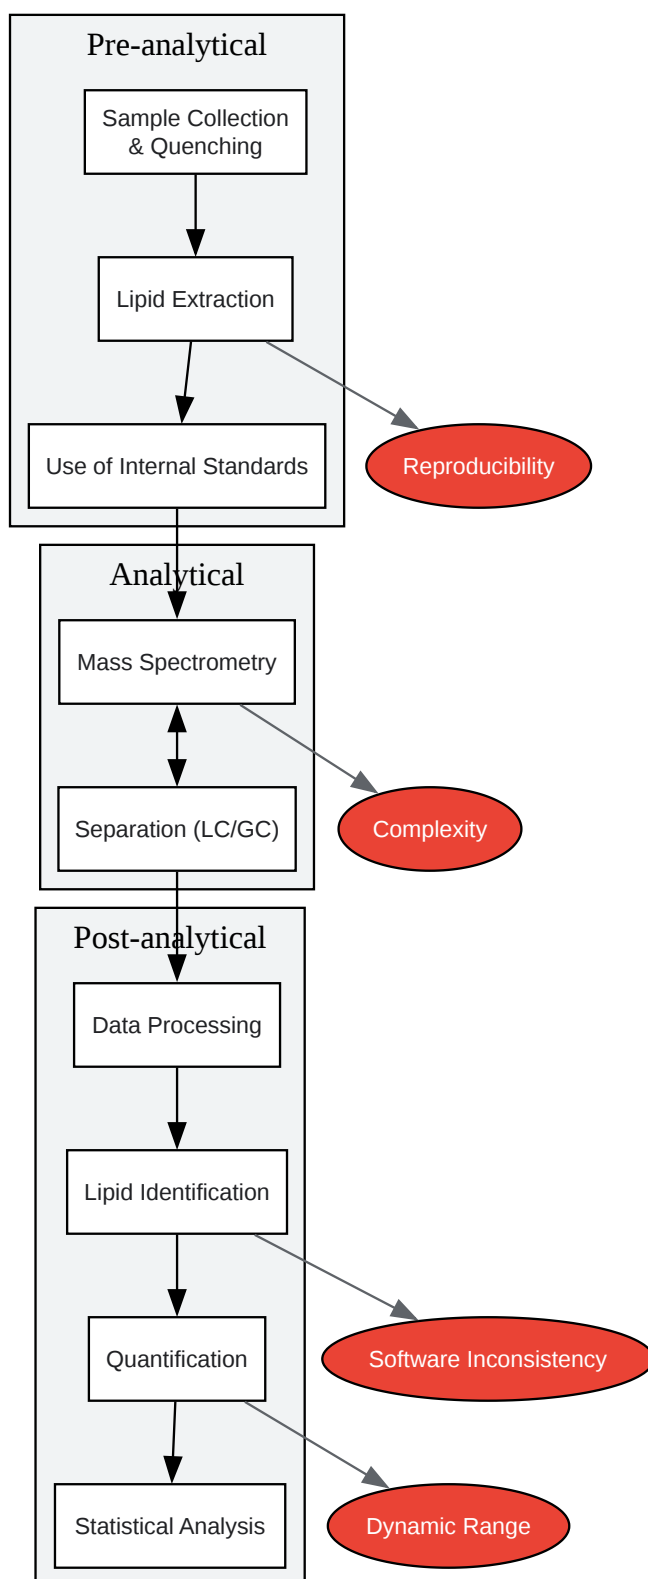 Pre-analytical
Sample Collection
& Quenching
Lipid Extraction
Use of Internal Standards
Reproducibility
Analytical
Mass Spectrometry
Separation (LC/GC)
Complexity
Post-analytical
Data Processing
Lipid Identification
Quantification
Software Inconsistency
Statistical Analysis
Dynamic Range